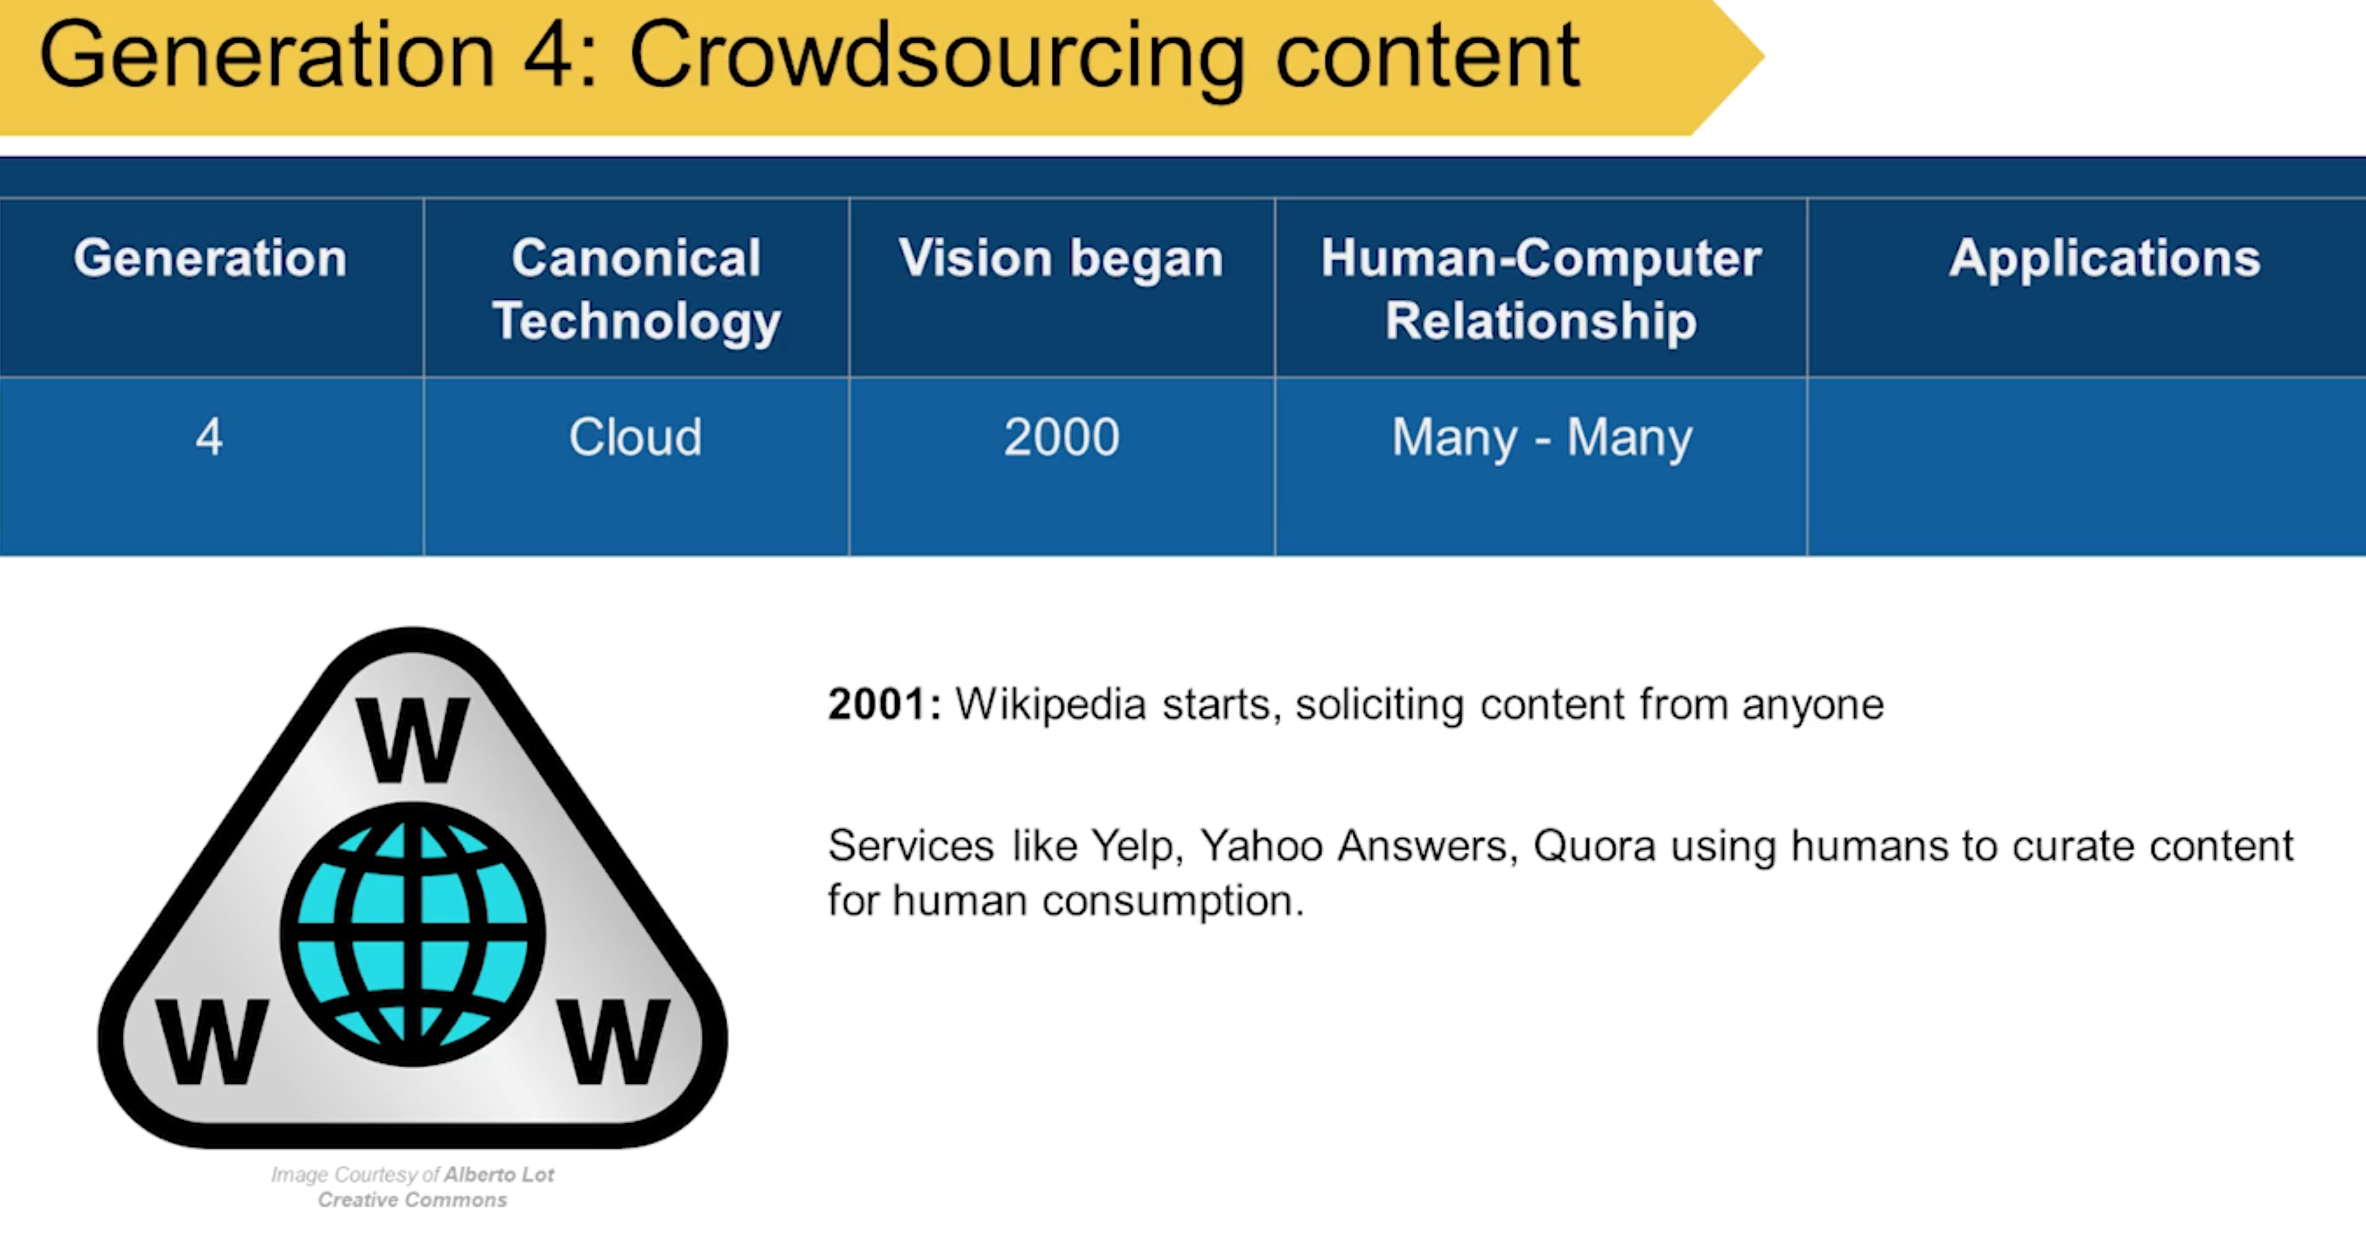 Generation 4: Crowdsourcing content
Generation
Canonical
Technology
Vision began
Human-Computer
Relationship
Applications
4
Cloud
2000
Many - Many
W
W
W
2001: Wikipedia starts, soliciting content from anyone
Services like Yelp, Yahoo Answers, Quora using humans to curate content
for human consumption.
Image Courtesy of Alberto Lot
Creative Commons